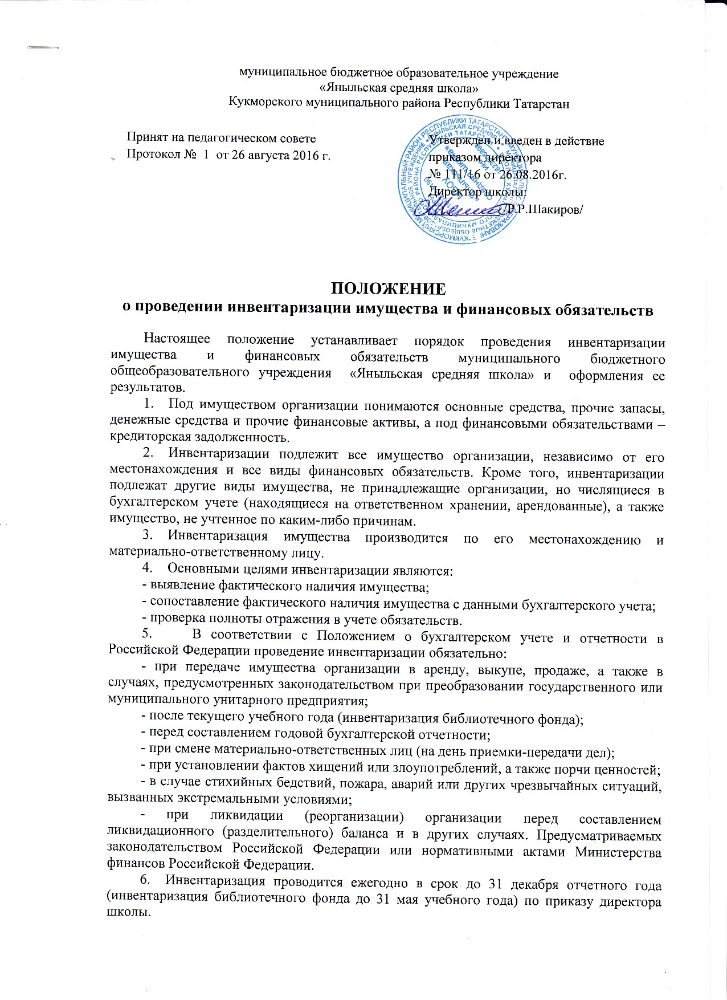 муниципальное бюджетное образовательное учреждение
«Яныльская средняя школа»
Кукморского муниципального района Республики Татарстан
Принят на педагогическом совете
Протокол № 1 от 26 августа 2016 г.
Утвержден и введен в действие
приказом директора
№ 111/16 от 26.08.2016г.
Директор школы:
/Р.Р.Шакиров/
ПОЛОЖЕНИЕ
о проведении инвентаризации имущества и финансовых обязательств
Настоящее положение устанавливает порядок проведения инвентаризации
имущества и финансовых обязательств муниципального бюджетного
общеобразовательного учреждения «Яныльская средняя школа» и оформления ее
результатов.
1. Под имуществом организации понимаются основные средства, прочие запасы,
денежные средства и прочие финансовые активы, а под финансовыми обязательствами –
кредиторская задолженность.
2. Инвентаризации подлежит все имущество организации, независимо от его
местонахождения и все виды финансовых обязательств. Кроме того, инвентаризации
подлежат другие виды имущества, не принадлежащие организации, но числящиеся в
бухгалтерском учете (находящиеся на ответственном хранении, арендованные), а также
имущество, не учтенное по каким-либо причинам.
3. Инвентаризация имущества производится по его местонахождению и
материально-ответственному лицу.
4. Основными целями инвентаризации являются:
- выявление фактического наличия имущества;
- сопоставление фактического наличия имущества с данными бухгалтерского учета;
- проверка полноты отражения в учете обязательств.
5. В соответствии с Положением о бухгалтерском учете и отчетности в
Российской Федерации проведение инвентаризации обязательно:
- при передаче имущества организации в аренду, выкупе, продаже, а также в
случаях, предусмотренных законодательством при преобразовании государственного или
муниципального унитарного предприятия;
- после текущего учебного года (инвентаризация библиотечного фонда);
- перед составлением годовой бухгалтерской отчетности;
- при смене материально-ответственных лиц (на день приемки-передачи дел);
- при установлении фактов хищений или злоупотреблений, а также порчи ценностей;
- в случае стихийных бедствий, пожара, аварий или других чрезвычайных ситуаций,
вызванных экстремальными условиями;
- при ликвидации (реорганизации) организации перед составлением
ликвидационного (разделительного) баланса и в других случаях. Предусматриваемых
законодательством Российской Федерации или нормативными актами Министерства
финансов Российской Федерации.
6. Инвентаризация проводится ежегодно в срок до 31 декабря отчетного года
(инвентаризация библиотечного фонда до 31 мая учебного года) по приказу директора
школы.